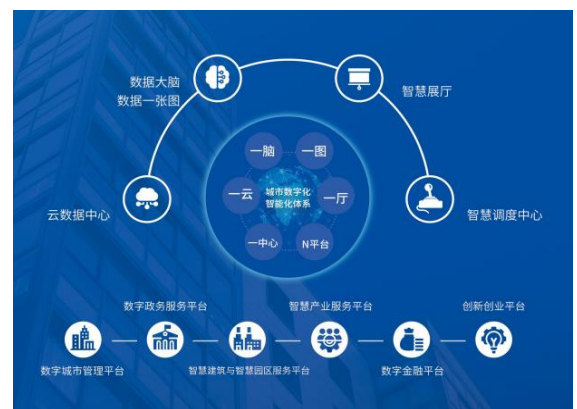 数据大脑
数据一张图
智慧展厅
云数据中心
智慧调度中心
一脑
一图
一云
城市数字化
智能化体系
一厅
一中心
N平台
数字政务服务平台
智慧产业服务平台
创新创业平台
数字城市管理平台
智慧建筑与智慧园区服务平台
数字金融平台